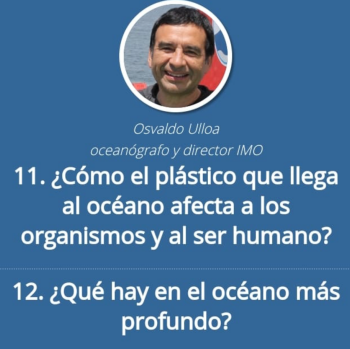 Osvaldo Ulloa
oceanógrafo y director IMO
11. ¿Cómo el plástico que llega
al océano afecta a los
organismos y al ser humano?
12. ¿Qué hay en el océano más
profundo?